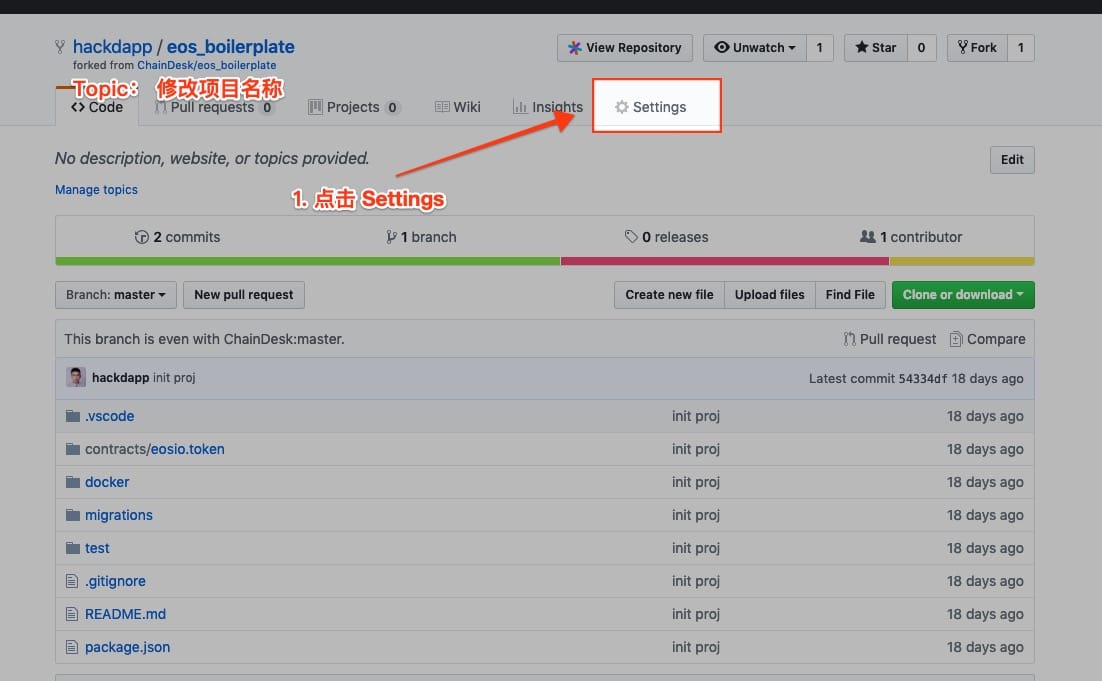 hackdapp / eos_boilerplate
View Repository
Unwatch 1
Star 0
Fork 1
forked from ChainDesk/eos_boilerplate
Topic： 修改项目名称
Code
Pull requests 0
Projects 0
Wiki
Insights
Settings
No description, website, or topics provided.
Edit
Manage topics
1. 点击 Settings
2 commits
1 branch
0 releases
1 contributor
Branch: master
New pull request
Create new file
Upload files
Find File
Clone or download
This branch is even with ChainDesk:master.
Pull request
Compare
hackdapp init proj
Latest commit 54334df 18 days ago
.vscode init proj 18 days ago
contracts/eosio.token init proj 18 days ago
docker init proj 18 days ago
migrations init proj 18 days ago
test init proj 18 days ago
.gitignore init proj 18 days ago
README.md init proj 18 days ago
package.json init proj 18 days ago